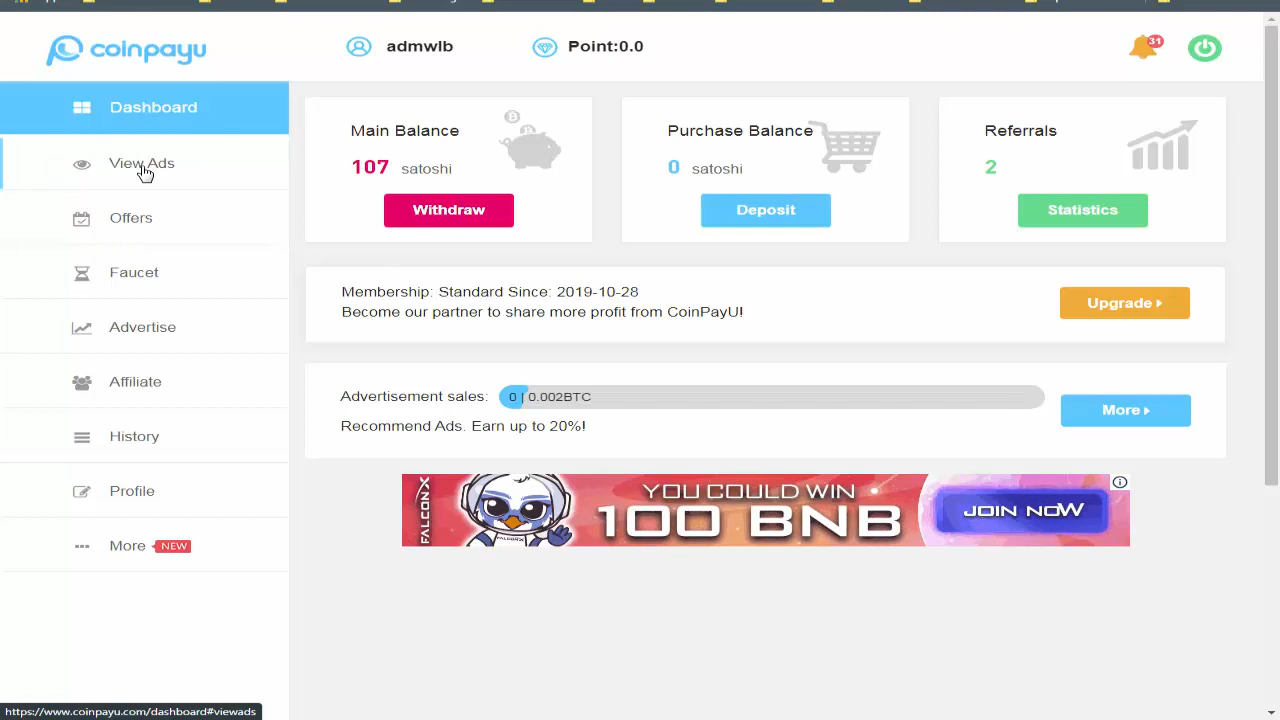 coinpayu
admwlb
Point:0.0
31
Dashboard
View Ads
Offers
Faucet
Advertise
Affiliate
History
Profile
More NEW
Main Balance
107 satoshi
Withdraw
Purchase Balance
0 satoshi
Deposit
Referrals
2
Statistics
Membership: Standard Since: 2019-10-28
Become our partner to share more profit from CoinPayU!
Upgrade
Advertisement sales: 0 | 0.002BTC
Recommend Ads. Earn up to 20%!
More
FALCON X
FALCONX
YOU COULD WIN
100 BNB
JOIN NOW
https://www.coinpayu.com/dashboard#viewads